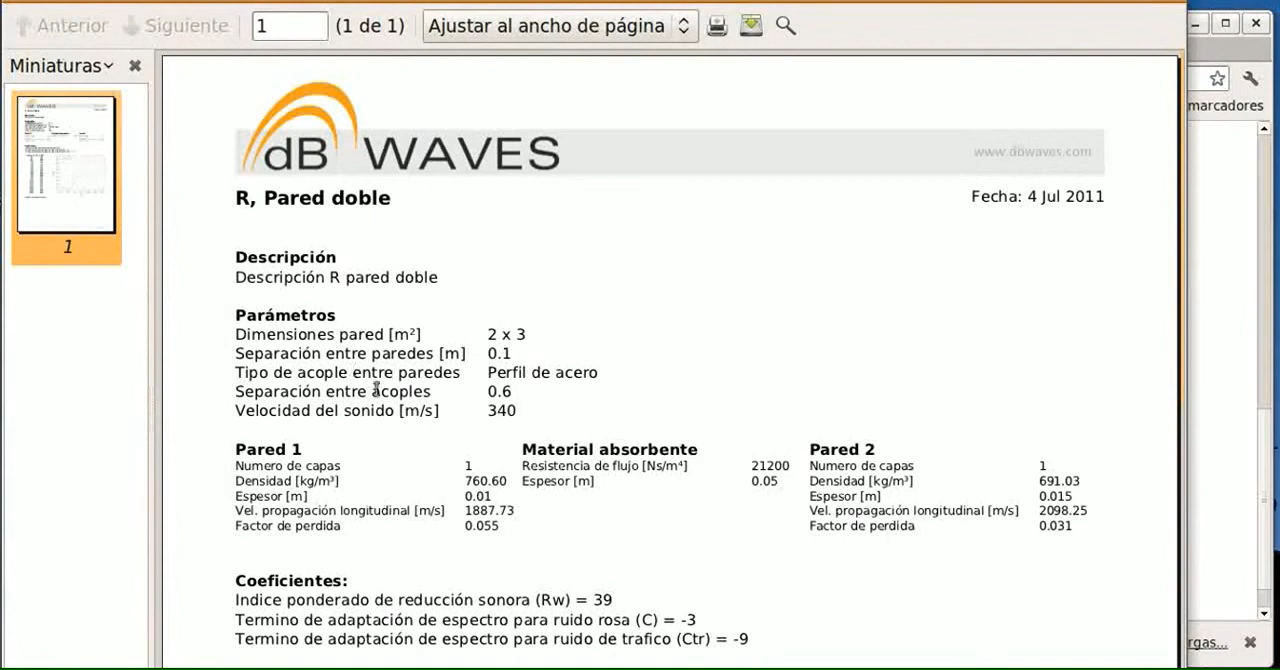 Anterior Siguiente 1 (1 de 1) Ajustar al ancho de página
Miniaturas
marcadores
1
dB WAVES
www.dbwaves.com
R, Pared doble Fecha: 4 Jul 2011
Descripción
Descripción R pared doble
Parámetros
Dimensiones pared [m²] 2 x 3
Separación entre paredes [m] 0.1
Tipo de acople entre paredes Perfil de acero
Separación entre acoples 0.6
Velocidad del sonido [m/s] 340
Pared 1 Material absorbente Pared 2
Numero de capas 1 Resistencia de flujo [Ns/m⁴] 21200 Numero de capas 1
Densidad [kg/m³] 760.60 Espesor [m] 0.05 Densidad [kg/m³] 691.03
Espesor [m] 0.01 Espesor [m] 0.015
Vel. propagación longitudinal [m/s] 1887.73 Vel. propagación longitudinal [m/s] 2098.25
Factor de perdida 0.055 Factor de perdida 0.031
Coeficientes:
Indice ponderado de reducción sonora (Rw) = 39
Termino de adaptación de espectro para ruido rosa (C) = -3
Termino de adaptación de espectro para ruido de trafico (Ctr) = -9
rgas...